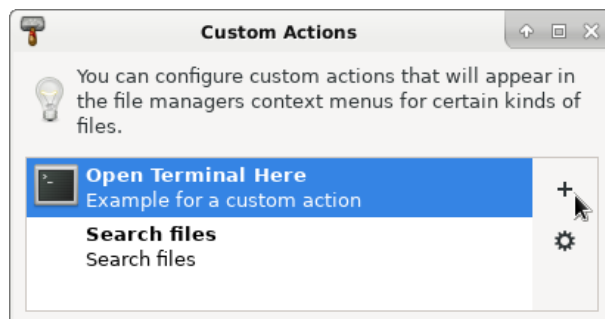 Custom Actions
You can configure custom actions that will appear in
the file managers context menus for certain kinds of
files.
Open Terminal Here
Example for a custom action
Search files
Search files